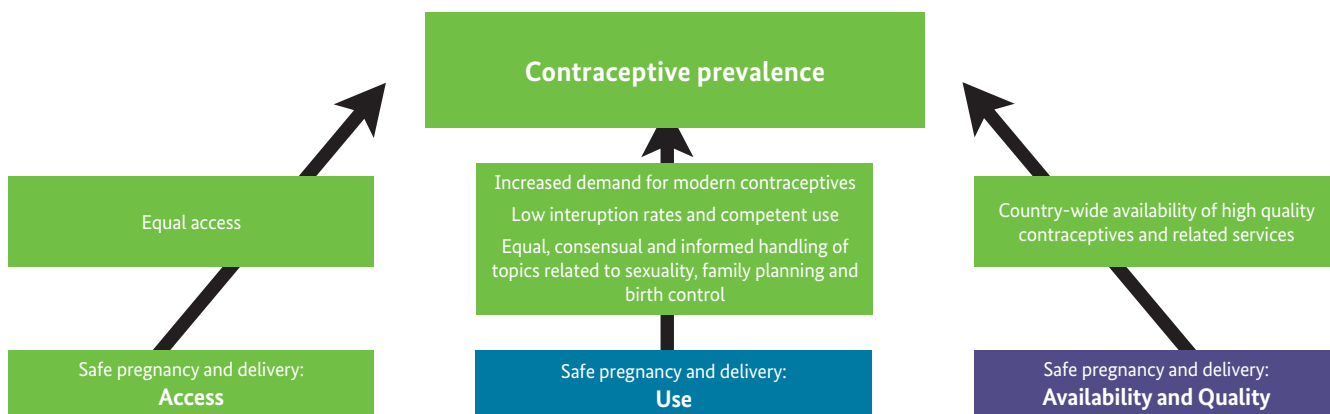 Contraceptive prevalence
Equal access
Increased demand for modern contraceptives
Low interuption rates and competent use
Equal, consensual and informed handling of
topics related to sexuality, family planning and
birth control
Country-wide availability of high quality
contraceptives and related services
Safe pregnancy and delivery:
Access
Safe pregnancy and delivery:
Use
Safe pregnancy and delivery:
Availability and Quality